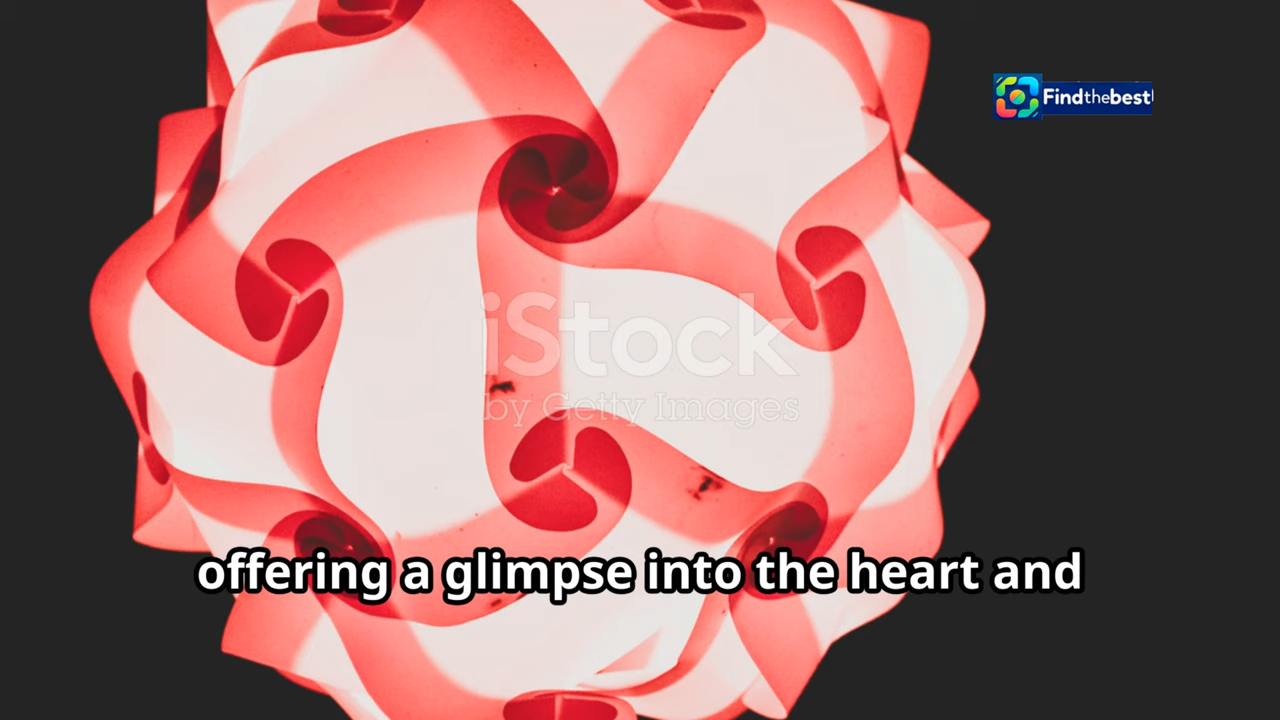 Findthebest!
iStock
by Getty Images
offering a glimpse into the heart and